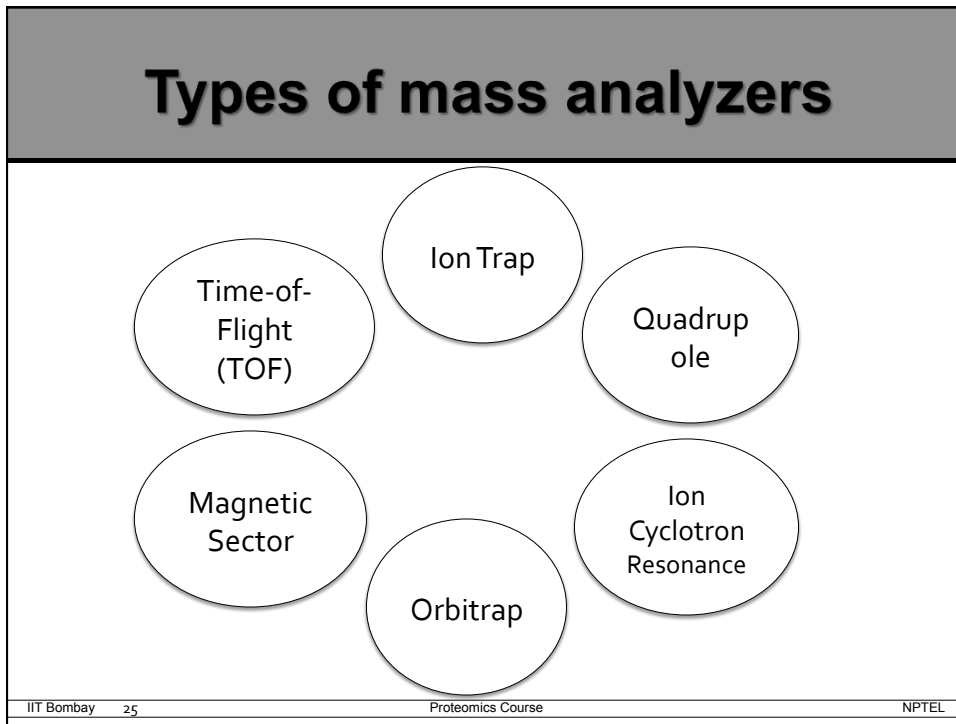 Types of mass analyzers
Ion Trap
Time-of-
Flight
(TOF)
Quadrup
ole
Magnetic
Sector
Ion
Cyclotron
Resonance
Orbitrap
IIT Bombay 25 Proteomics Course NPTEL